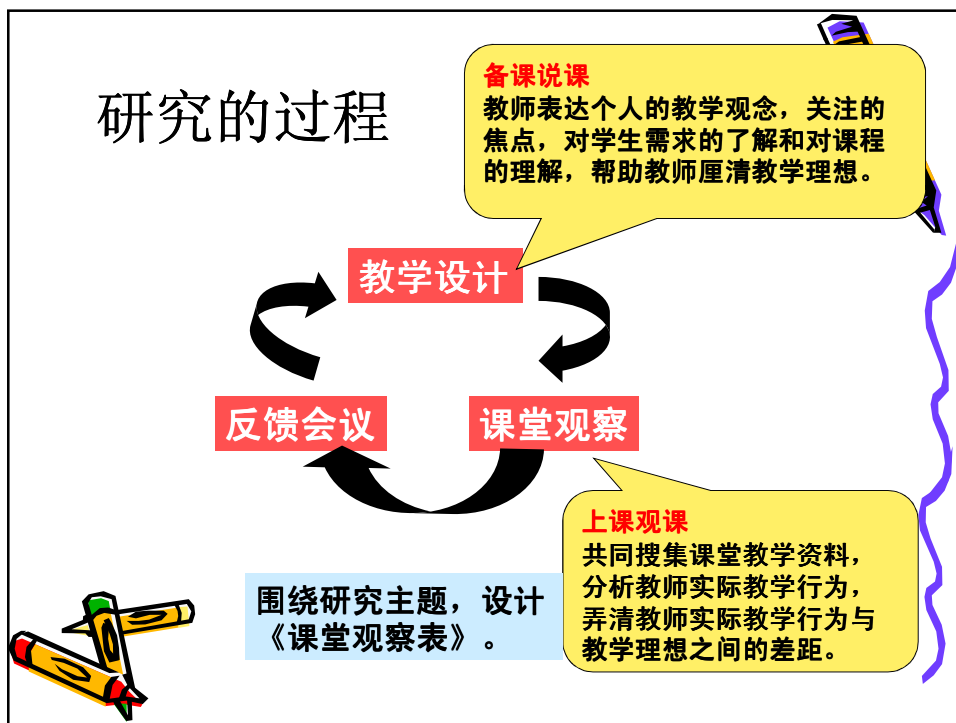 研究的过程
备课说课
教师表达个人的教学观念，关注的
焦点，对学生需求的了解和对课程
的理解，帮助教师厘清教学理想。
教学设计
反馈会议
课堂观察
上课观课
共同搜集课堂教学资料，
分析教师实际教学行为，
弄清教师实际教学行为与
教学理想之间的差距。
围绕研究主题，设计
《课堂观察表》。